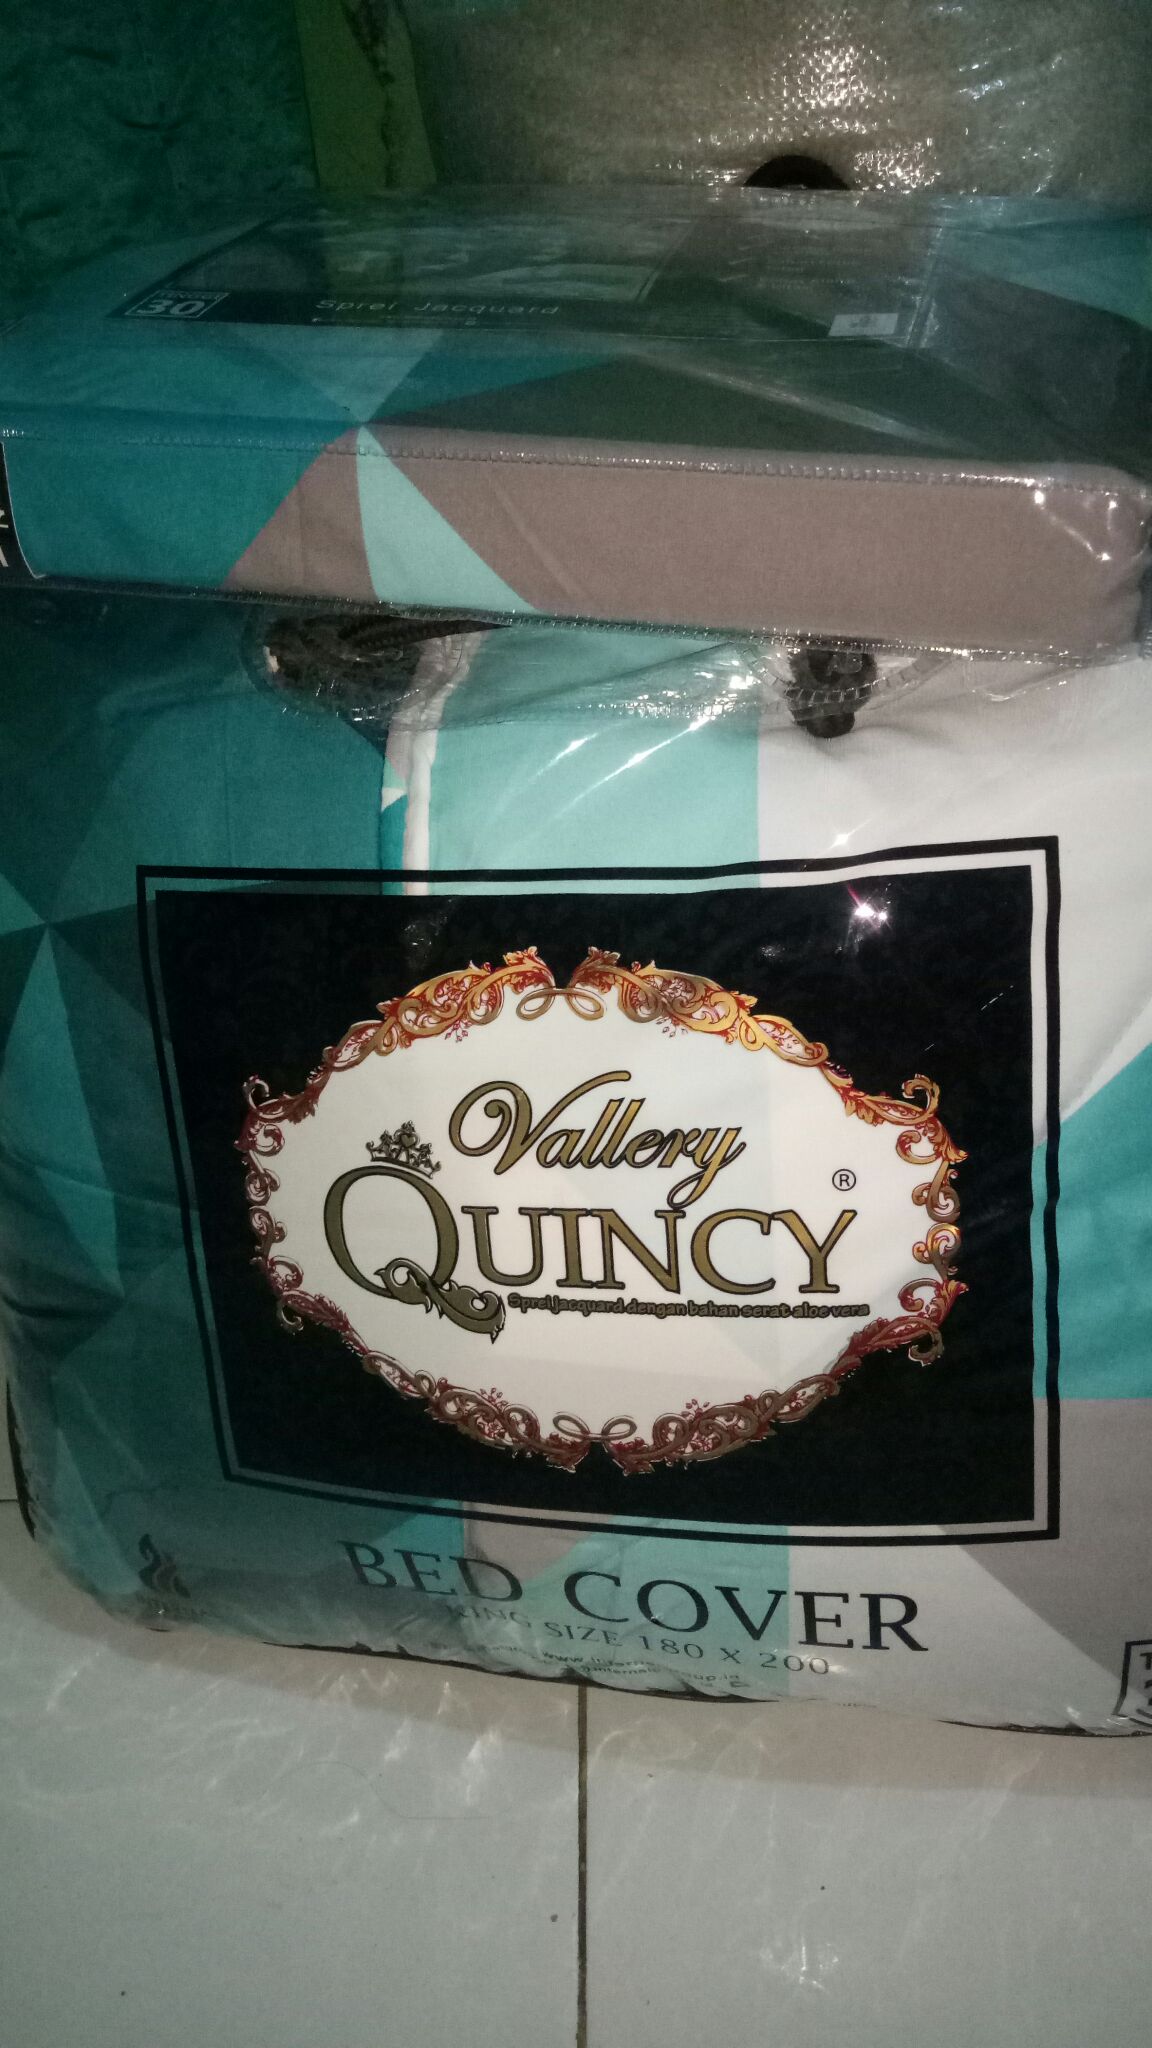 30
Sprei Jacquard
Vallery
QUINCY ®
Sprei jacquard dengan bahan serat aloe vera
BED COVER
KING SIZE 180 X 200